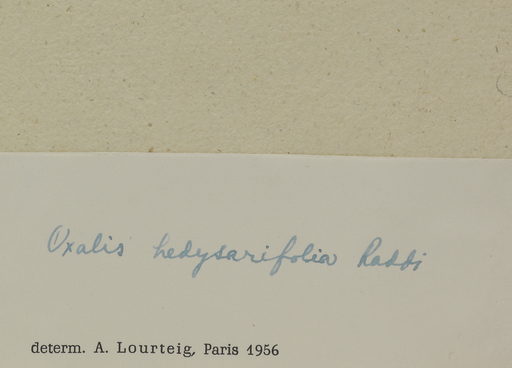 Oxalis hedysarifolia Raddi
determ. A. Lourteig, Paris 1956